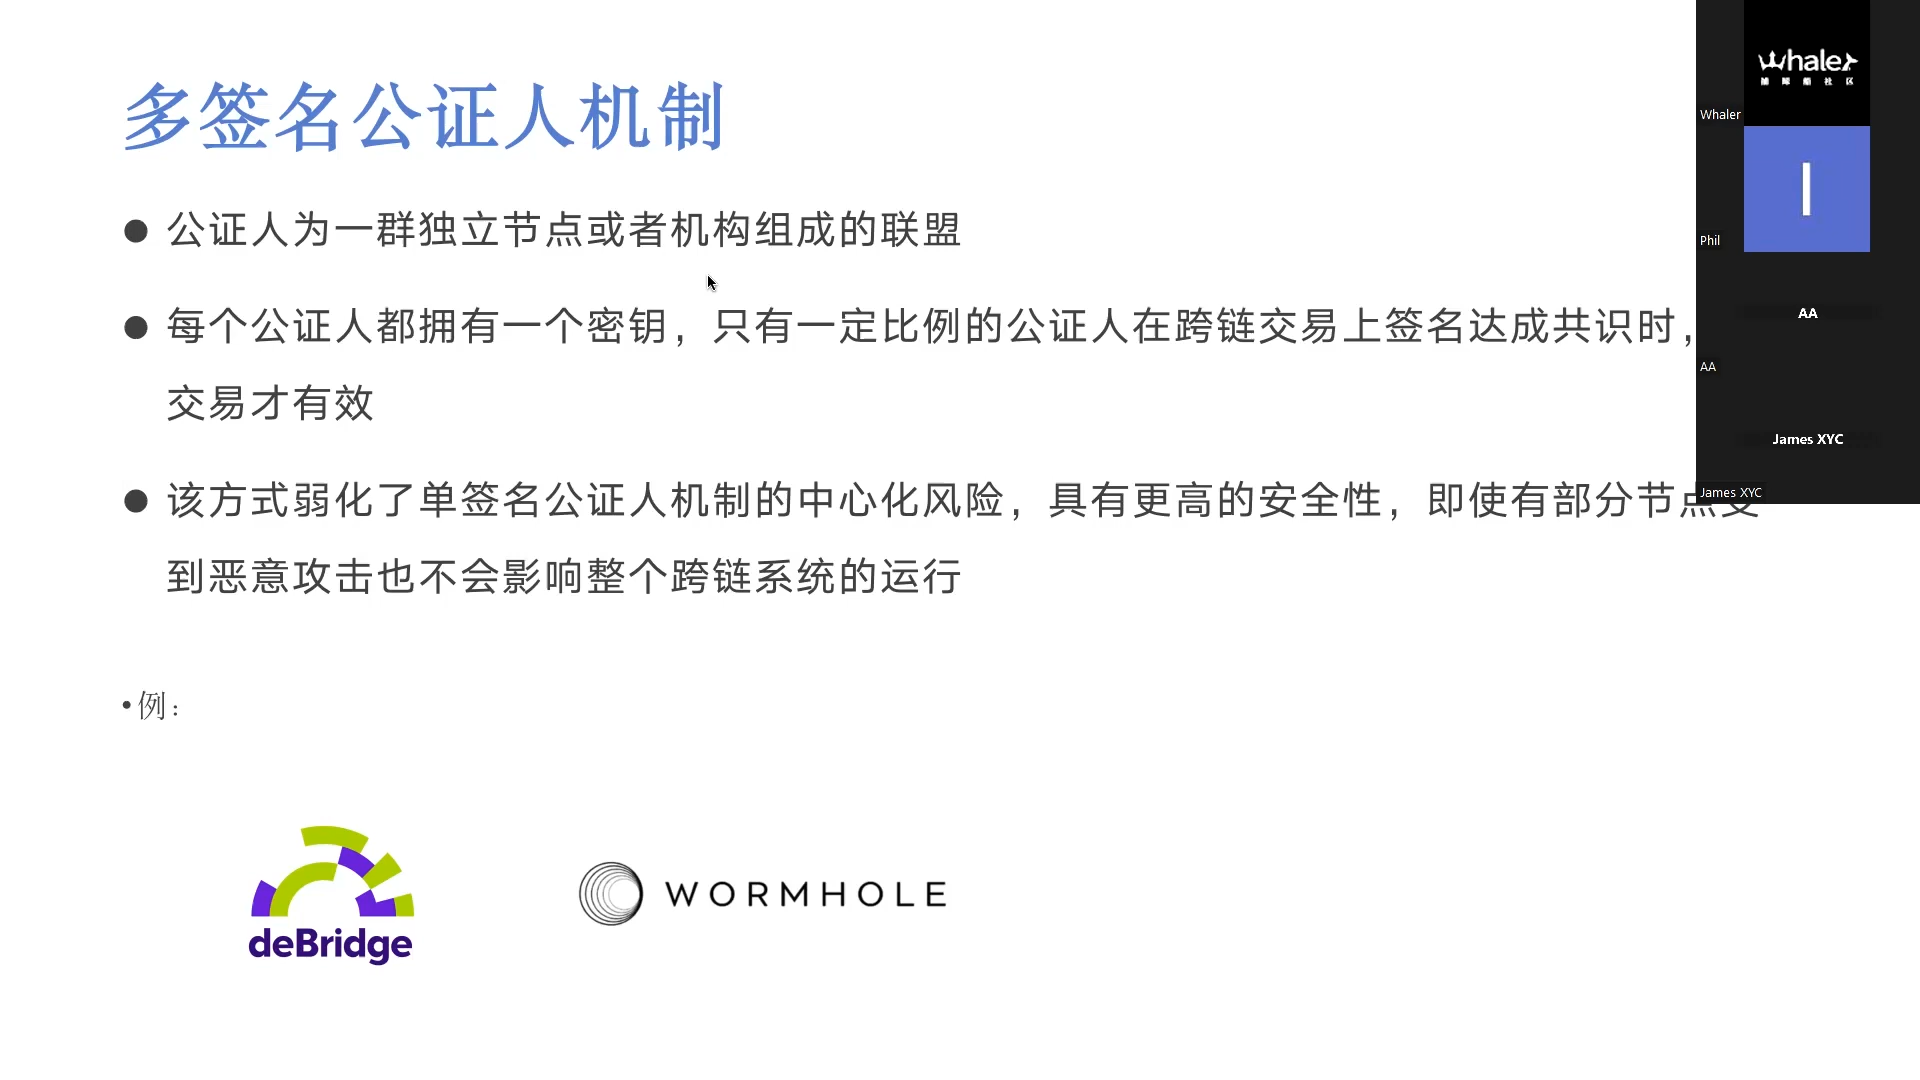 多签名公证人机制
公证人为一群独立节点或者机构组成的联盟
每个公证人都拥有一个密钥，只有一定比例的公证人在跨链交易上签名达成共识时，
交易才有效
该方式弱化了单签名公证人机制的中心化风险，具有更高的安全性，即使有部分节点受
到恶意攻击也不会影响整个跨链系统的运行
•例：
deBridge
WORMHOLE
Whaler
捕鲸船社区
Whaler
I
Phil
AA
AA
James XYC
James XYC